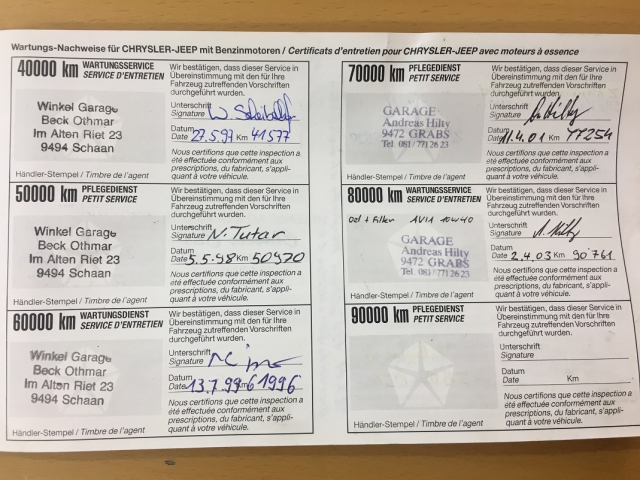 Wartungs-Nachweise für CHRYSLER-JEEP mit Benzinmotoren / Certificats d'entretien pour CHRYSLER-JEEP avec moteurs à essence
40000 km WARTUNGSSERVICE
SERVICE D'ENTRETIEN
Winkel Garage
Beck Othmar
Im Alten Riet 23
9494 Schaan
Händler-Stempel / Timbre de l'agent
Wir bestätigen, dass dieser Service in
Übereinstimmung mit den für Ihre
Fahrzeug zutreffenden Vorschriften
durchgeführt wurden.
Unterschrift
Signature
Datum
Date 27.5.97 Km 41577
Nous certifions que cette inspection a
été effectuée conformément aux
prescriptions, du fabricant, s'appli-
quant à votre véhicule.
50000 km PFLEGEDIENST
PETIT SERVICE
Winkel Garage
Beck Othmar
Im Alten Riet 23
9494 Schaan
Händler-Stempel / Timbre de l'agent
Wir bestätigen, dass dieser Service in
Übereinstimmung mit den für Ihre
Fahrzeug zutreffenden Vorschriften
durchgeführt wurden.
Unterschrift
Signature N. Tutar
Datum
Date 5.5.98 Km 50920
Nous certifions que cette inspection a
été effectuée conformément aux
prescriptions, du fabricant, s'appli-
quant à votre véhicule.
60000 km WARTUNGSDIENST
SERVICE D'ENTRETIEN
Winkel Garage
Beck Othmar
Im Alten Riet 23
9494 Schaan
Händler-Stempel / Timbre de l'agent
Wir bestätigen, dass dieser Service in
Übereinstimmung mit den für Ihre
Fahrzeug zutreffenden Vorschriften
durchgeführt wurden.
Unterschrift
Signature
Datum
Date 13.7.99 Km 61996
Nous certifions que cette inspection a
été effectuée conformément aux
prescriptions, du fabricant, s'appli-
quant à votre véhicule.
70000 km PFLEGEDIENST
PETIT SERVICE
GARAGE
Andreas Hilty
9472 GRABS
Tel. 081/771 26 23
Händler-Stempel / Timbre de l'agent
Wir bestätigen, dass dieser Service in
Übereinstimmung mit den für Ihre
Fahrzeug zutreffenden Vorschriften
durchgeführt wurden.
Unterschrift
Signature
Datum
Date 11.4.01 Km 77254
Nous certifions que cette inspection a
été effectuée conformément aux
prescriptions, du fabricant, s'appli-
quant à votre véhicule.
80000 km WARTUNGSSERVICE
SERVICE D'ENTRETIEN
Oel + Filter AVIA 10W40
GARAGE
Andreas Hilty
9472 GRABS
Tel. 081/771 26 23
Händler-Stempel / Timbre de l'agent
Wir bestätigen, dass dieser Service in
Übereinstimmung mit den für Ihre
Fahrzeug zutreffenden Vorschriften
durchgeführt wurden.
Unterschrift
Signature A. Hilty
Datum
Date 2.4.03 Km 90'761
Nous certifions que cette inspection a
été effectuée conformément aux
prescriptions, du fabricant, s'appli-
quant à votre véhicule.
90000 km PFLEGEDIENST
PETIT SERVICE
Händler-Stempel / Timbre de l'agent
Wir bestätigen, dass dieser Service in
Übereinstimmung mit den für Ihre
Fahrzeug zutreffenden Vorschriften
durchgeführt wurden.
Unterschrift
Signature
Datum
Date Km
Nous certifions que cette inspection a
été effectuée conformément aux
prescriptions, du fabricant, s'appli-
quant à votre véhicule.